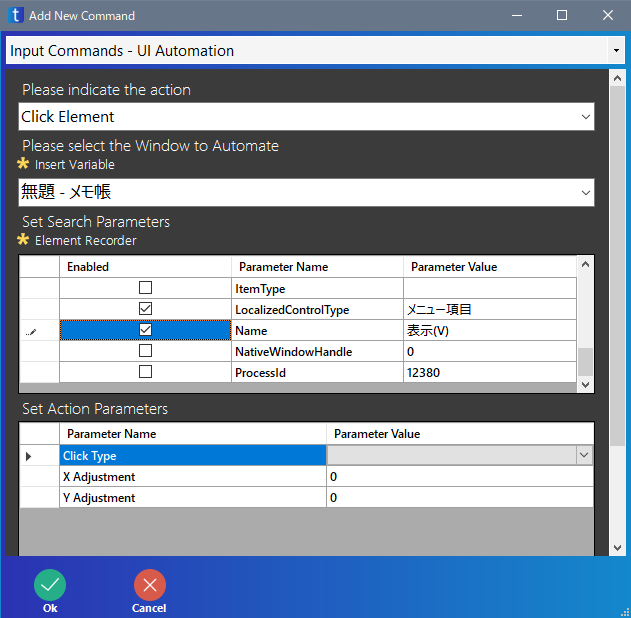 Add New Command
Input Commands - UI Automation
Please indicate the action
Click Element
Please select the Window to Automate
Insert Variable
無題 - メモ帳
Set Search Parameters
Element Recorder
Enabled Parameter Name Parameter Value
ItemType
LocalizedControlType メニュー項目
Name 表示(V)
NativeWindowHandle 0
ProcessId 12380
Set Action Parameters
Parameter Name Parameter Value
Click Type
X Adjustment 0
Y Adjustment 0
Ok Cancel